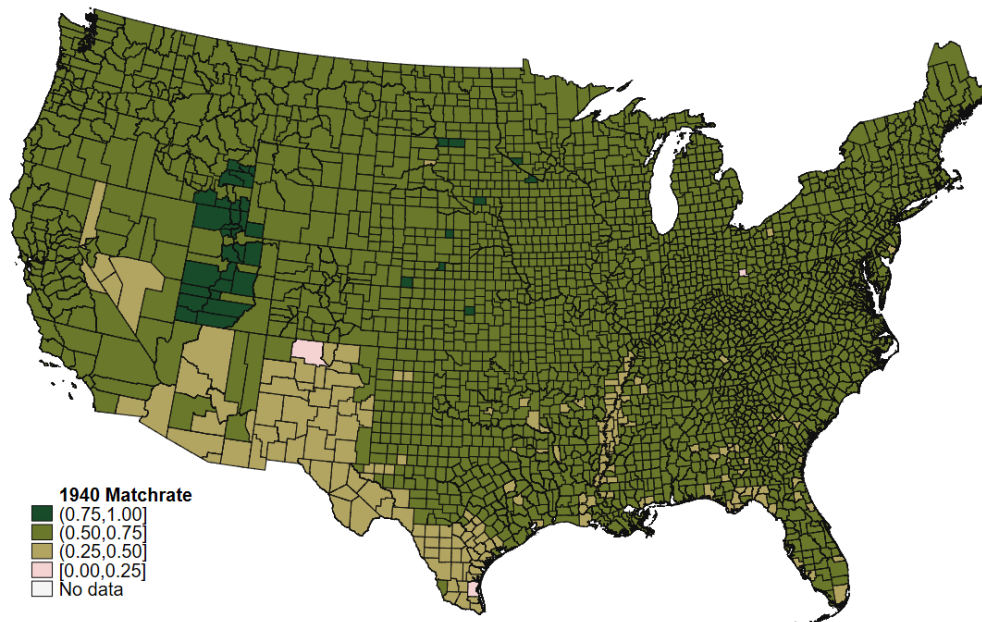 1940 Matchrate
(0.75,1.00]
(0.50,0.75]
(0.25,0.50]
[0.00,0.25]
No data